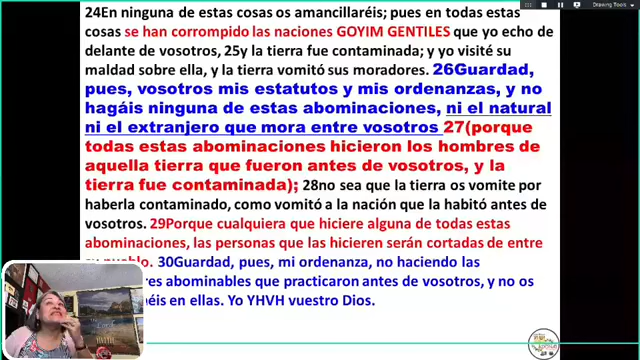 Drawing Tools
24En ninguna de estas cosas os amancillaréis; pues en todas estas
cosas se han corrompido las naciones GOYIM GENTILES que yo echo de
delante de vosotros, 25y la tierra fue contaminada; y yo visité su
maldad sobre ella, y la tierra vomitó sus moradores. 26Guardad,
pues, vosotros mis estatutos y mis ordenanzas, y no
hagáis ninguna de estas abominaciones, ni el natural
ni el extranjero que mora entre vosotros 27(porque
todas estas abominaciones hicieron los hombres de
aquella tierra que fueron antes de vosotros, y la
tierra fue contaminada); 28no sea que la tierra os vomite por
haberla contaminado, como vomitó a la nación que la habitó antes de
vosotros. 29Porque cualquiera que hiciere alguna de todas estas
abominaciones, las personas que las hicieren serán cortadas de entre
su pueblo. 30Guardad, pues, mi ordenanza, no haciendo las
res abominables que practicaron antes de vosotros, y no os
éis en ellas. Yo YHVH vuestro Dios.